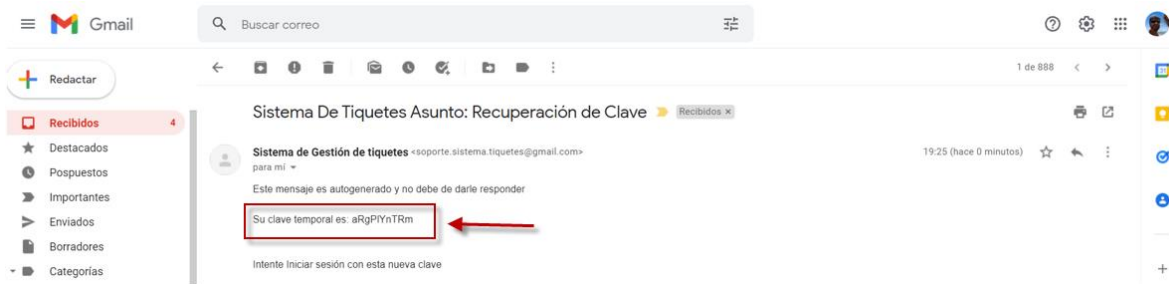 Gmail
Buscar correo
Redactar
1 de 888
Recibidos 4
Sistema De Tiquetes Asunto: Recuperación de Clave Recibidos ×
Destacados
Sistema de Gestión de tiquetes <soporte.sistema.tiquetes@gmail.com> 19:25 (hace 0 minutos)
para mí
Pospuestos
Este mensaje es autogenerado y no debe de darle responder
Importantes
Enviados
Su clave temporal es: aRgPlYnTRm
Borradores
Categorías
Intente Iniciar sesión con esta nueva clave